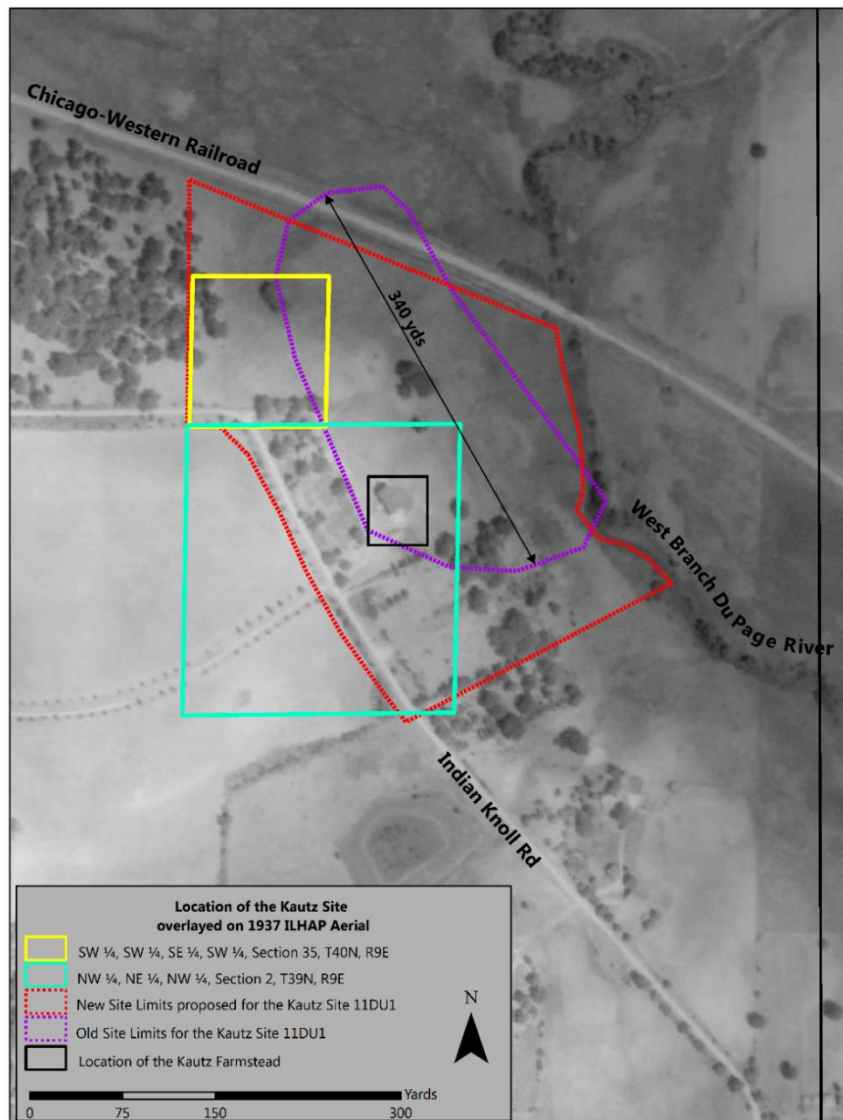 Chicago-Western Railroad
340 yds
West Branch DuPage River
Indian Knoll Rd
Location of the Kautz Site
overlayed on 1937 ILHAP Aerial
SW ¼, SW ¼, SE ¼, SW ¼, Section 35, T40N, R9E
NW ¼, NE ¼, NW ¼, Section 2, T39N, R9E
New Site Limits proposed for the Kautz Site 11DU1
Old Site Limits for the Kautz Site 11DU1
Location of the Kautz Farmstead
N
Yards
0 75 150 300